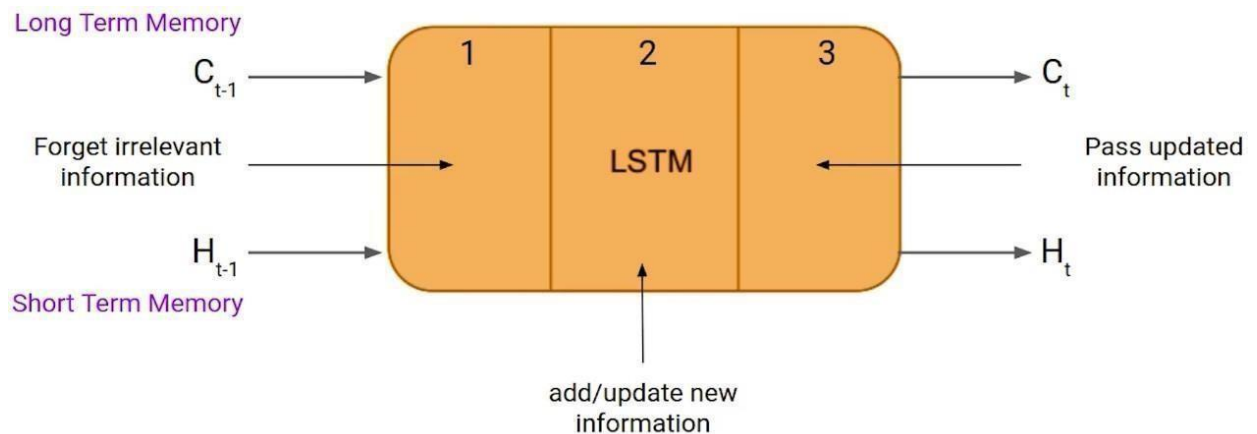 Long Term Memory
1
2
3
C t-1
C t
Forget irrelevant
information
LSTM
Pass updated
information
H t-1
H t
Short Term Memory
add/update new
information